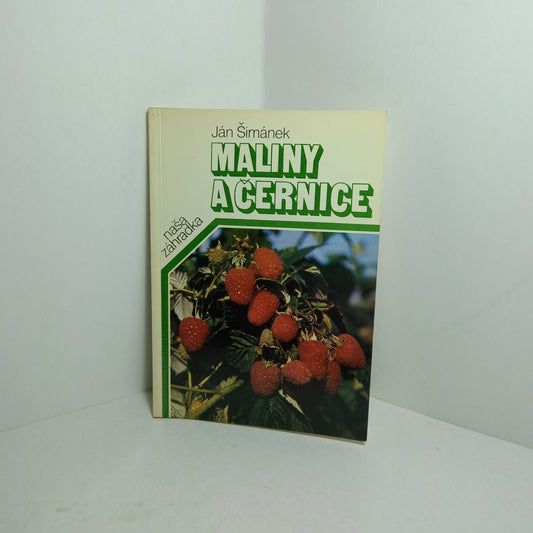 Ján Šimánek
MALINY
A ČERNICE
naša
záhradka